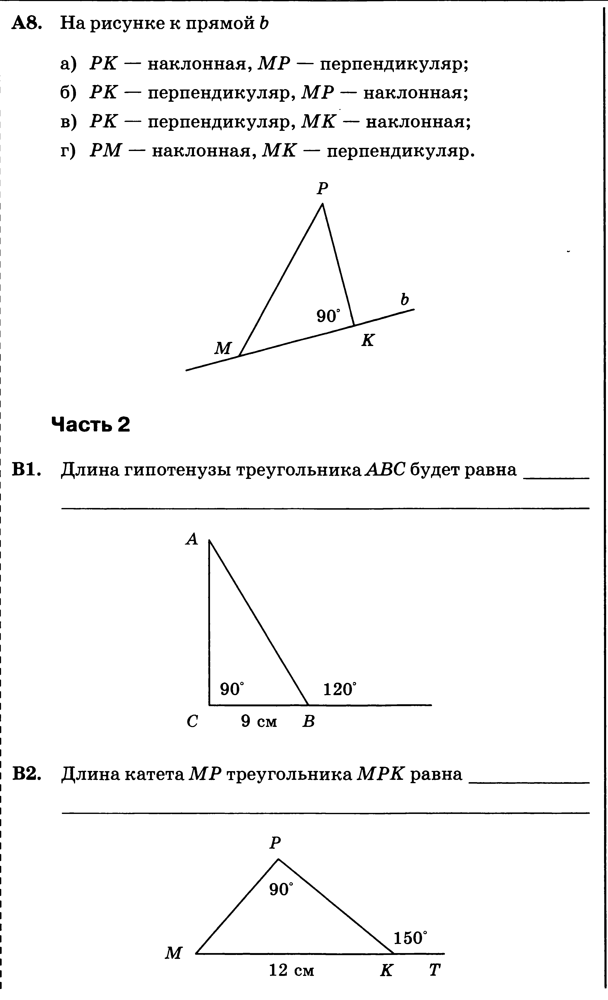 А8. На рисунке к прямой b
а) PK — наклонная, MP — перпендикуляр;
б) PK — перпендикуляр, MP — наклонная;
в) PK — перпендикуляр, MK — наклонная;
г) PM — наклонная, MK — перпендикуляр.
P
b
90°
K
M
Часть 2
В1. Длина гипотенузы треугольника ABC будет равна
A
90° 120°
C 9 см B
В2. Длина катета MP треугольника MPK равна
P
90°
150°
M
12 см K T